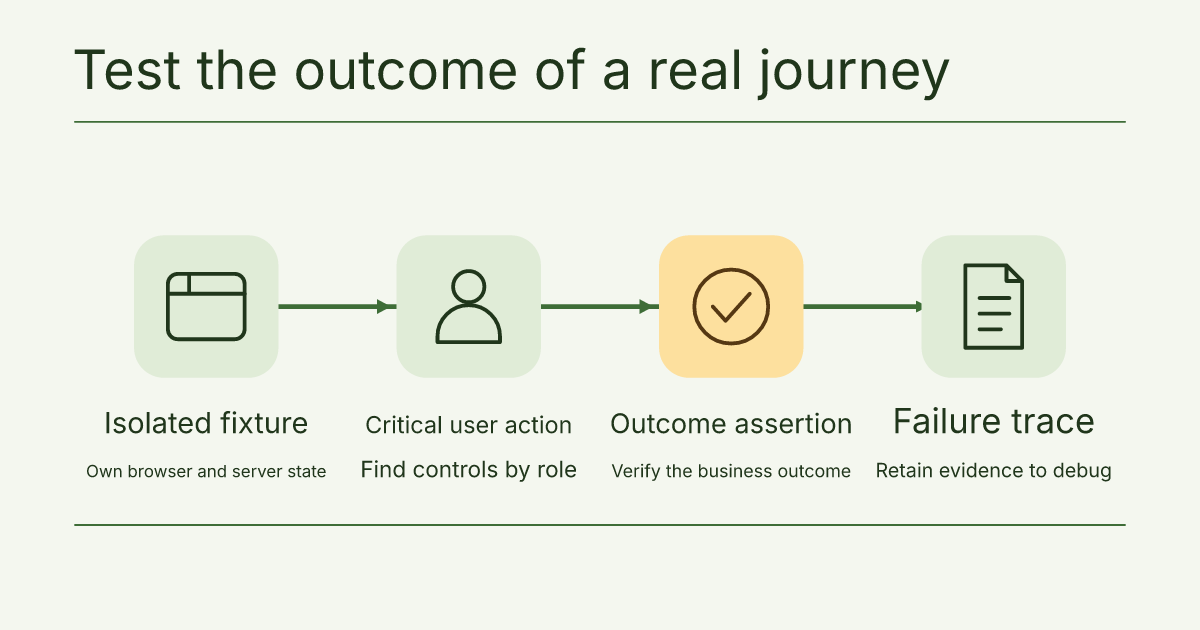 Test the outcome of a real journey
Isolated fixture
Own browser and server state
Critical user action
Find controls by role
Outcome assertion
Verify the business outcome
Failure trace
Retain evidence to debug